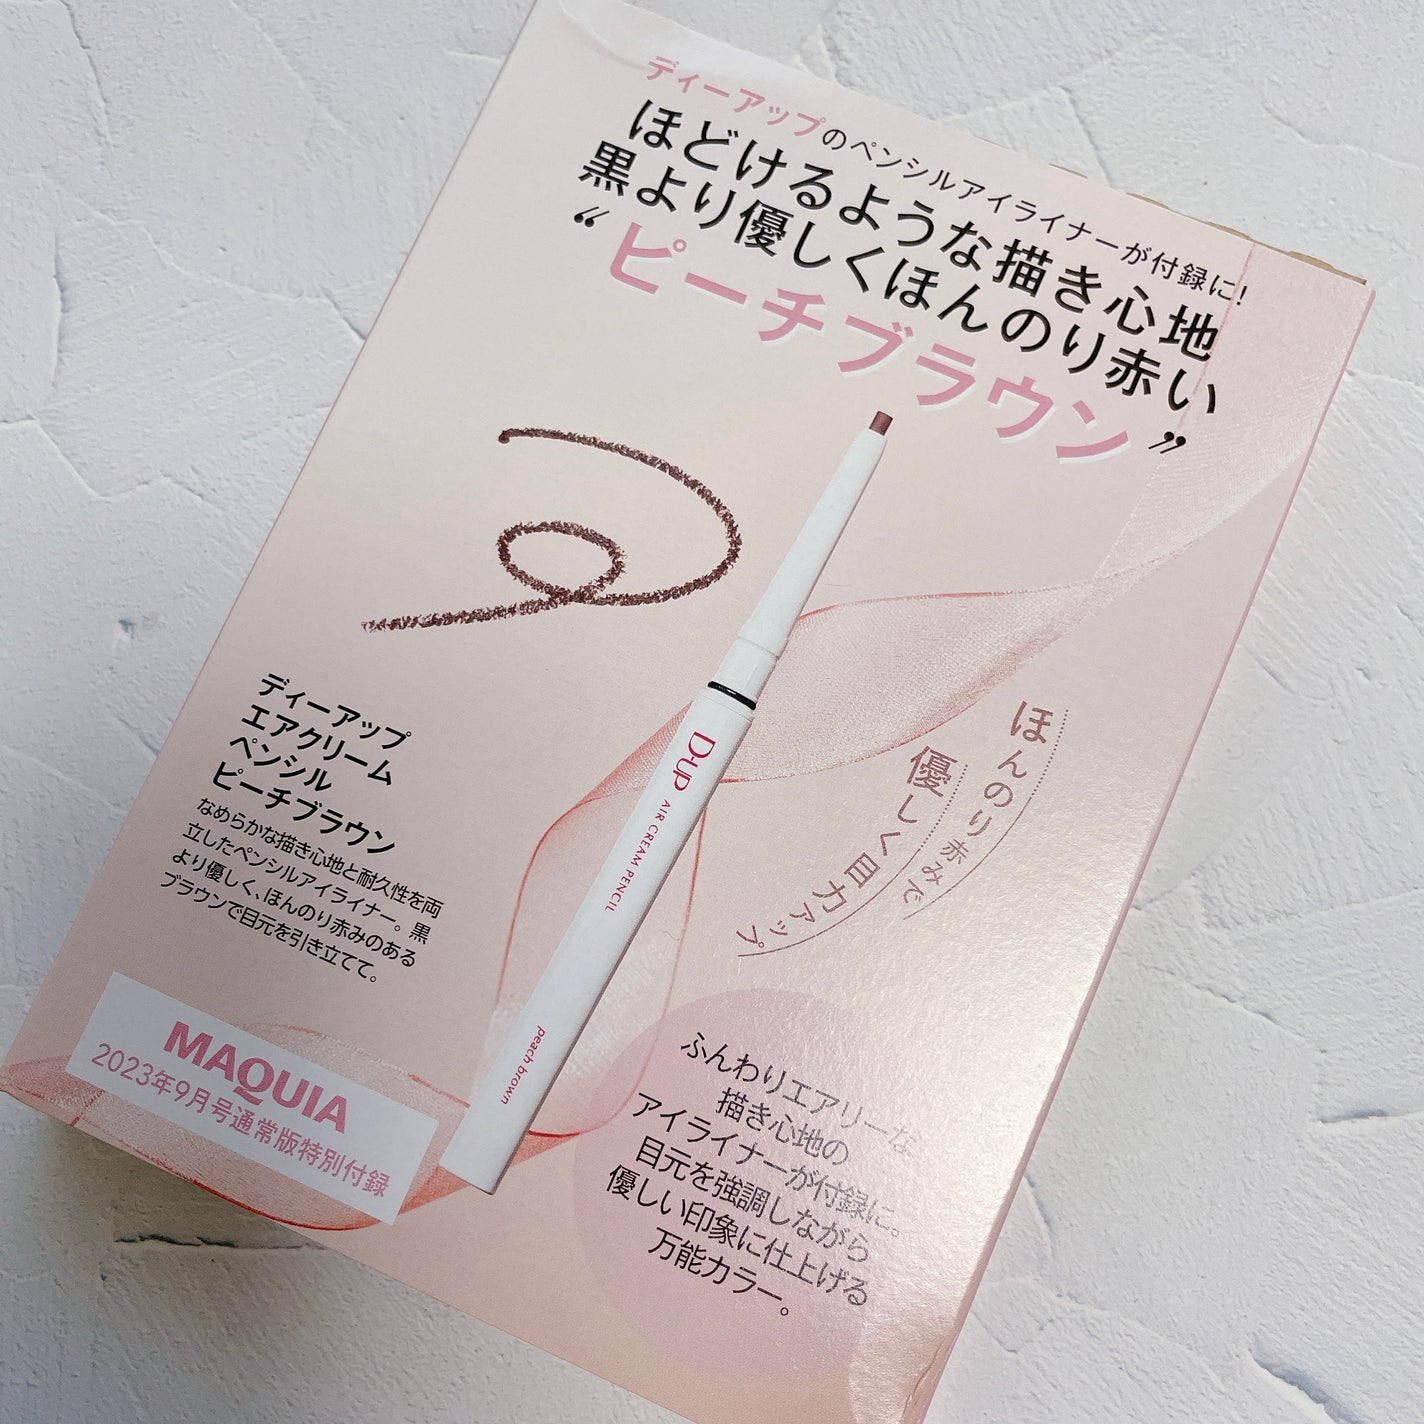 ディーアップのペンシルアイライナーが付録に!
ほどけるような描き心地
黒より優しくほんのり赤い
“ピーチブラウン”
ディーアップ
エアクリーム
ペンシル
ピーチブラウン
なめらかな描き心地と耐久性を両
立したペンシルアイライナー。黒
より優しく、ほんのり赤みのある
ブラウンで目元を引き立てて。
MAQUIA
2023年9月号通常版特別付録
D-UP AIR CREAM PENCIL
peach brown
ほんのり赤みで
優しく目力アップ
ふんわりエアリーな
描き心地の
アイライナーが付録に。
目元を強調しながら
優しい印象に仕上げる
万能カラー。